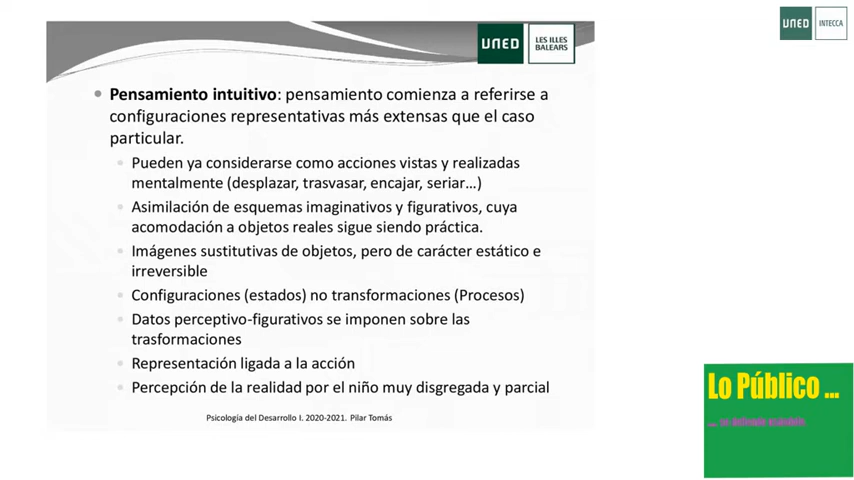 UNED
INTECCA
UNED
LES ILLES
BALEARS
Pensamiento intuitivo: pensamiento comienza a referirse a
configuraciones representativas más extensas que el caso
particular.
Pueden ya considerarse como acciones vistas y realizadas
mentalmente (desplazar, trasvasar, encajar, seriar...)
Asimilación de esquemas imaginativos y figurativos, cuya
acomodación a objetos reales sigue siendo práctica.
Imágenes sustitutivas de objetos, pero de carácter estático e
irreversible
Configuraciones (estados) no transformaciones (Procesos)
Datos perceptivo-figurativos se imponen sobre las
trasformaciones
Representación ligada a la acción
Percepción de la realidad por el niño muy disgregada y parcial
Psicología del Desarrollo I. 2020-2021. Pilar Tomás
Lo Público ...